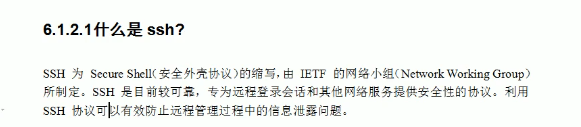 6.1.2.1什么是 ssh?
SSH 为 Secure Shell(安全外壳协议)的缩写,由 IETF 的网络小组(Network Working Group)
所制定。SSH 是目前较可靠,专为远程登录会话和其他网络服务提供安全性的协议。利用
SSH 协议可以有效防止远程管理过程中的信息泄露问题。